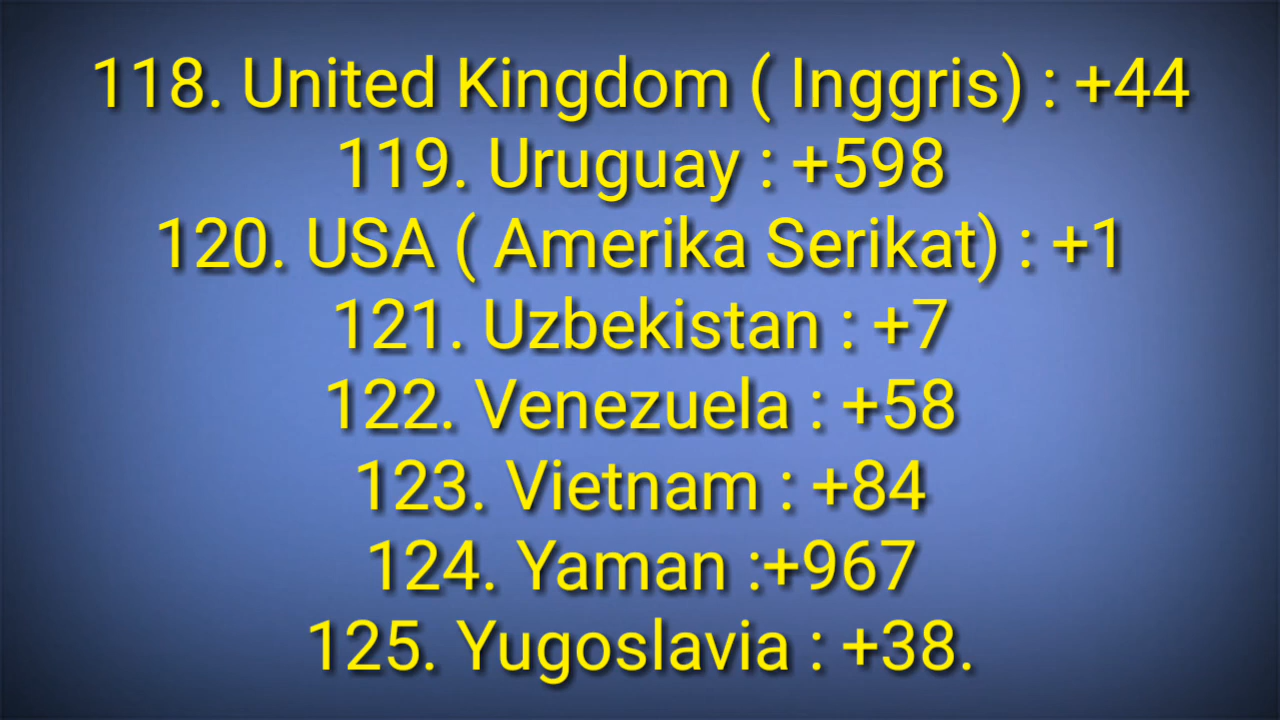 118. United Kingdom ( Inggris) : +44
119. Uruguay : +598
120. USA ( Amerika Serikat) : +1
121. Uzbekistan : +7
122. Venezuela : +58
123. Vietnam : +84
124. Yaman :+967
125. Yugoslavia : +38.